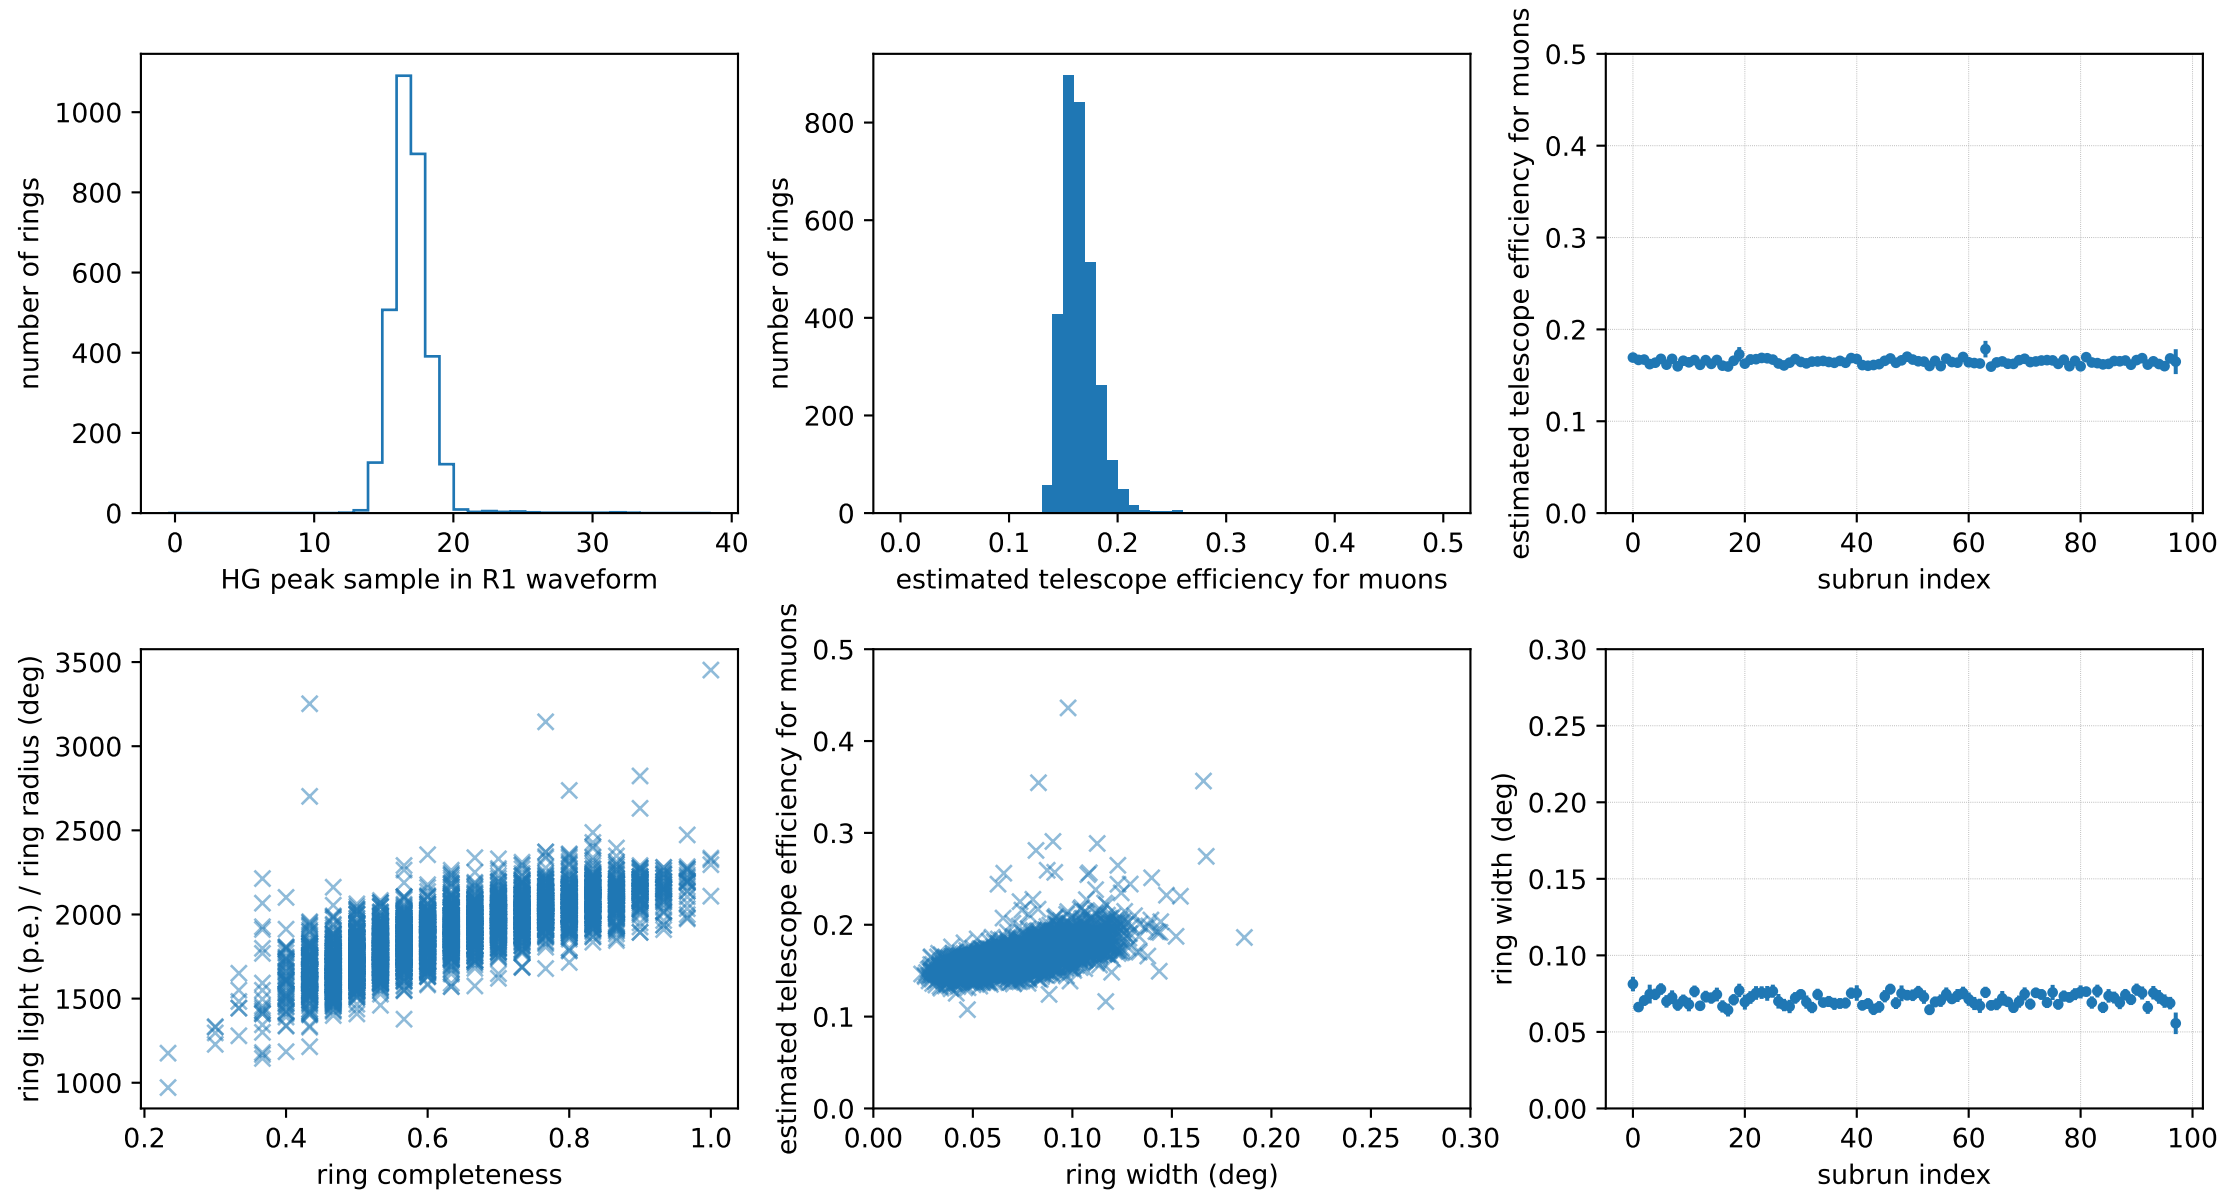 number of rings
1000
800
600
400
200
0
0 10 20 30 40
HG peak sample in R1 waveform
number of rings
800
600
400
200
0
0.0 0.1 0.2 0.3 0.4 0.5
estimated telescope efficiency for muons
estimated telescope efficiency for muons
0.5
0.4
0.3
0.2
0.1
0.0
0 20 40 60 80 100
subrun index
ring light (p.e.) / ring radius (deg)
3500
3000
2500
2000
1500
1000
0.2 0.4 0.6 0.8 1.0
ring completeness
estimated telescope efficiency for muons
0.5
0.4
0.3
0.2
0.1
0.0
0.00 0.05 0.10 0.15 0.20 0.25 0.30
ring width (deg)
ring width (deg)
0.30
0.25
0.20
0.15
0.10
0.05
0.00
0 20 40 60 80 100
subrun index